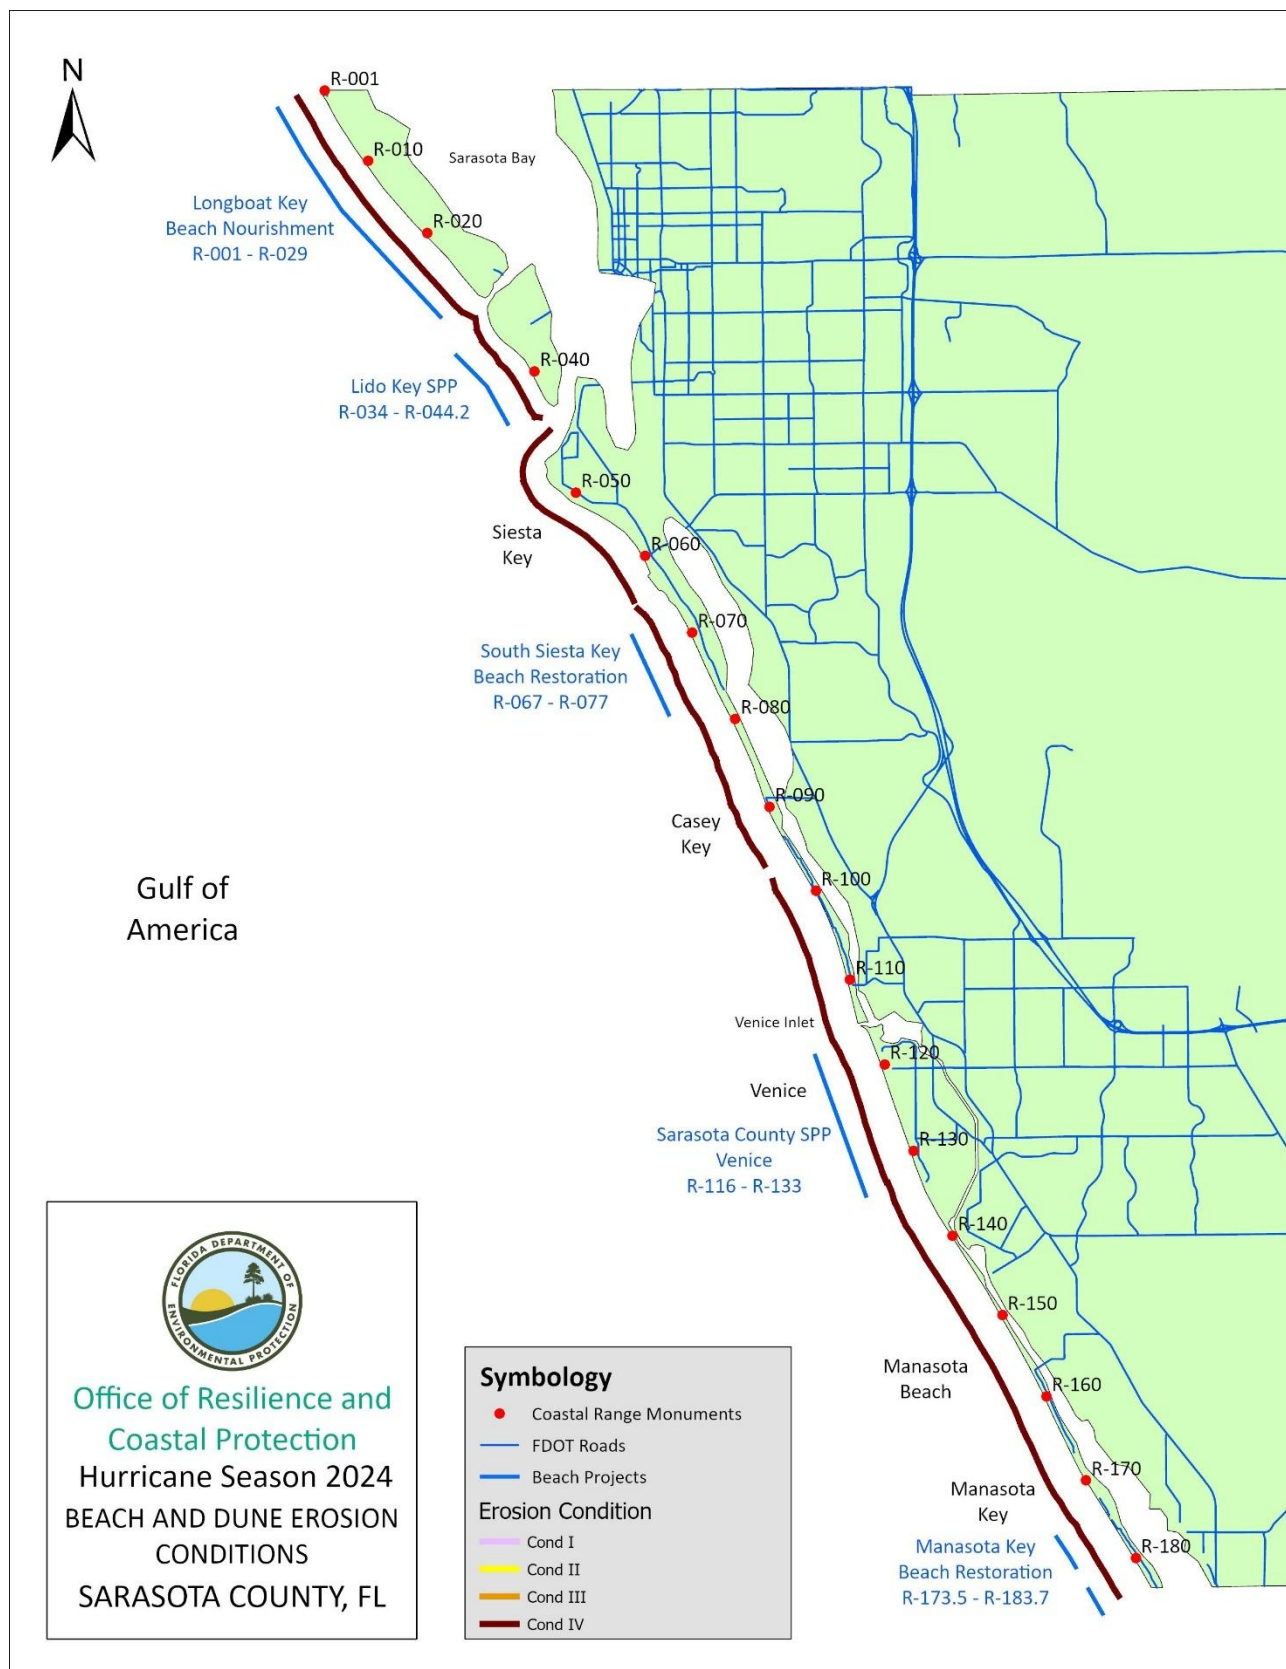 N
R-001
R-010
Sarasota Bay
Longboat Key
Beach Nourishment
R-001 - R-029
R-020
R-040
Lido Key SPP
R-034 - R-044.2
R-050
Siesta
Key
R-060
R-070
South Siesta Key
Beach Restoration
R-067 - R-077
R-080
R-090
Casey
Key
Gulf of
America
R-100
R-110
Venice Inlet
R-120
Venice
Sarasota County SPP
Venice
R-116 - R-133
R-130
R-140
R-150
Manasota
Beach
R-160
R-170
Manasota
Key
Manasota Key
Beach Restoration
R-173.5 - R-183.7
R-180
FLORIDA DEPARTMENT OF
ENVIRONMENTAL PROTECTION
Office of Resilience and
Coastal Protection
Hurricane Season 2024
BEACH AND DUNE EROSION
CONDITIONS
SARASOTA COUNTY, FL
Symbology
Coastal Range Monuments
FDOT Roads
Beach Projects
Erosion Condition
Cond I
Cond II
Cond III
Cond IV